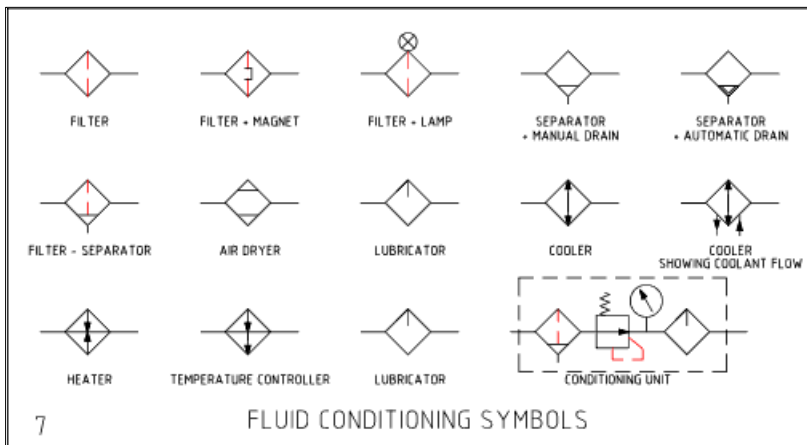 FILTER
FILTER + MAGNET
FILTER + LAMP
SEPARATOR
+ MANUAL DRAIN
SEPARATOR
+ AUTOMATIC DRAIN
FILTER - SEPARATOR
AIR DRYER
LUBRICATOR
COOLER
COOLER
SHOWING COOLANT FLOW
HEATER
TEMPERATURE CONTROLLER
LUBRICATOR
CONDITIONING UNIT
7
FLUID CONDITIONING SYMBOLS